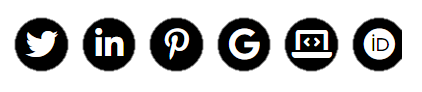 in P G <> iD